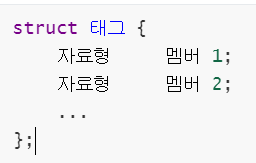 struct 태그 {
    자료형     멤버 1;
    자료형     멤버 2;
    ...
};